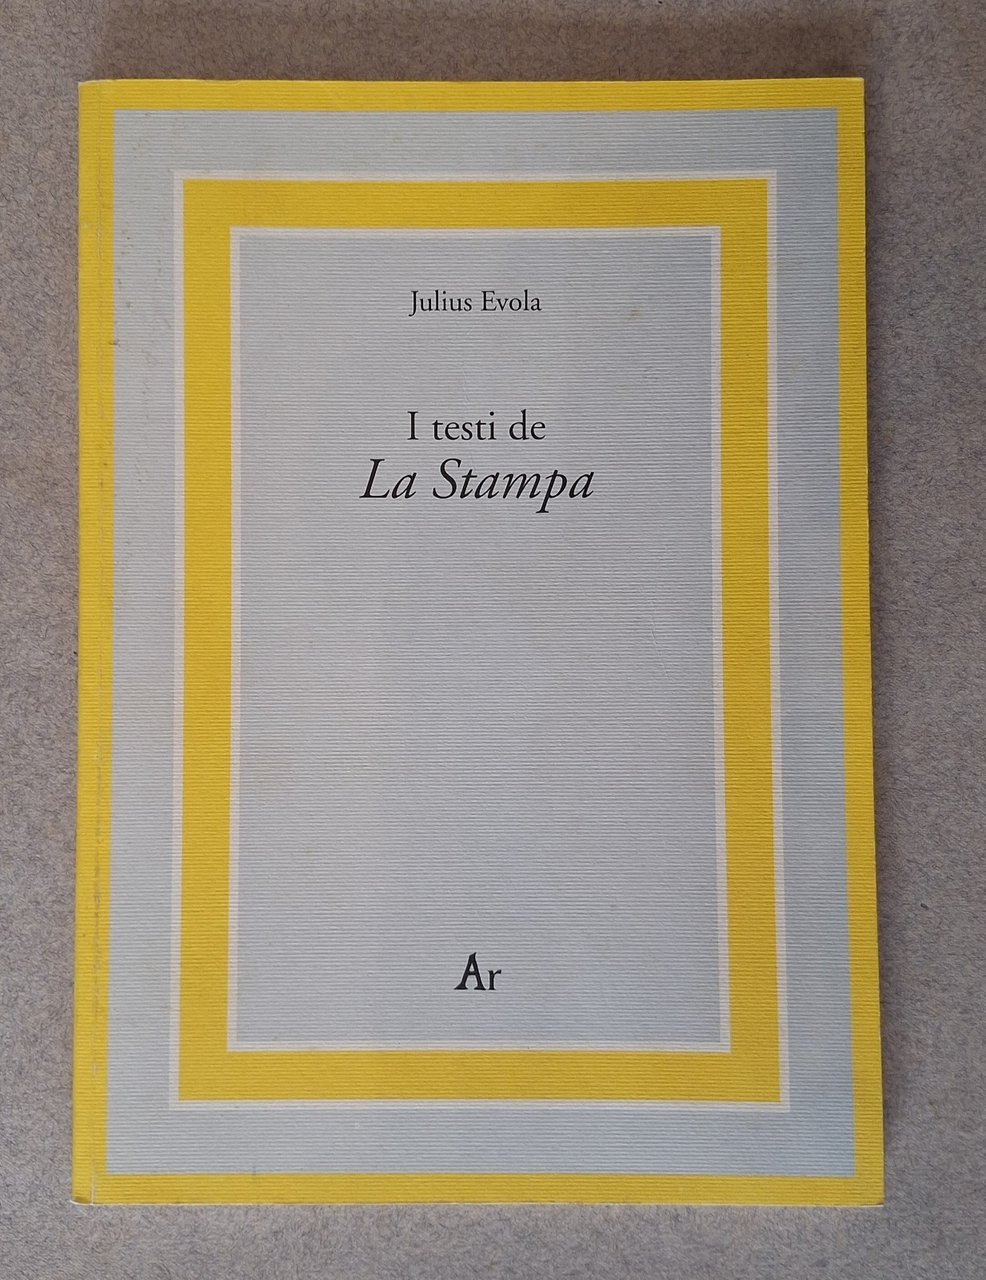 Julius Evola
I testi de
La Stampa
Ar